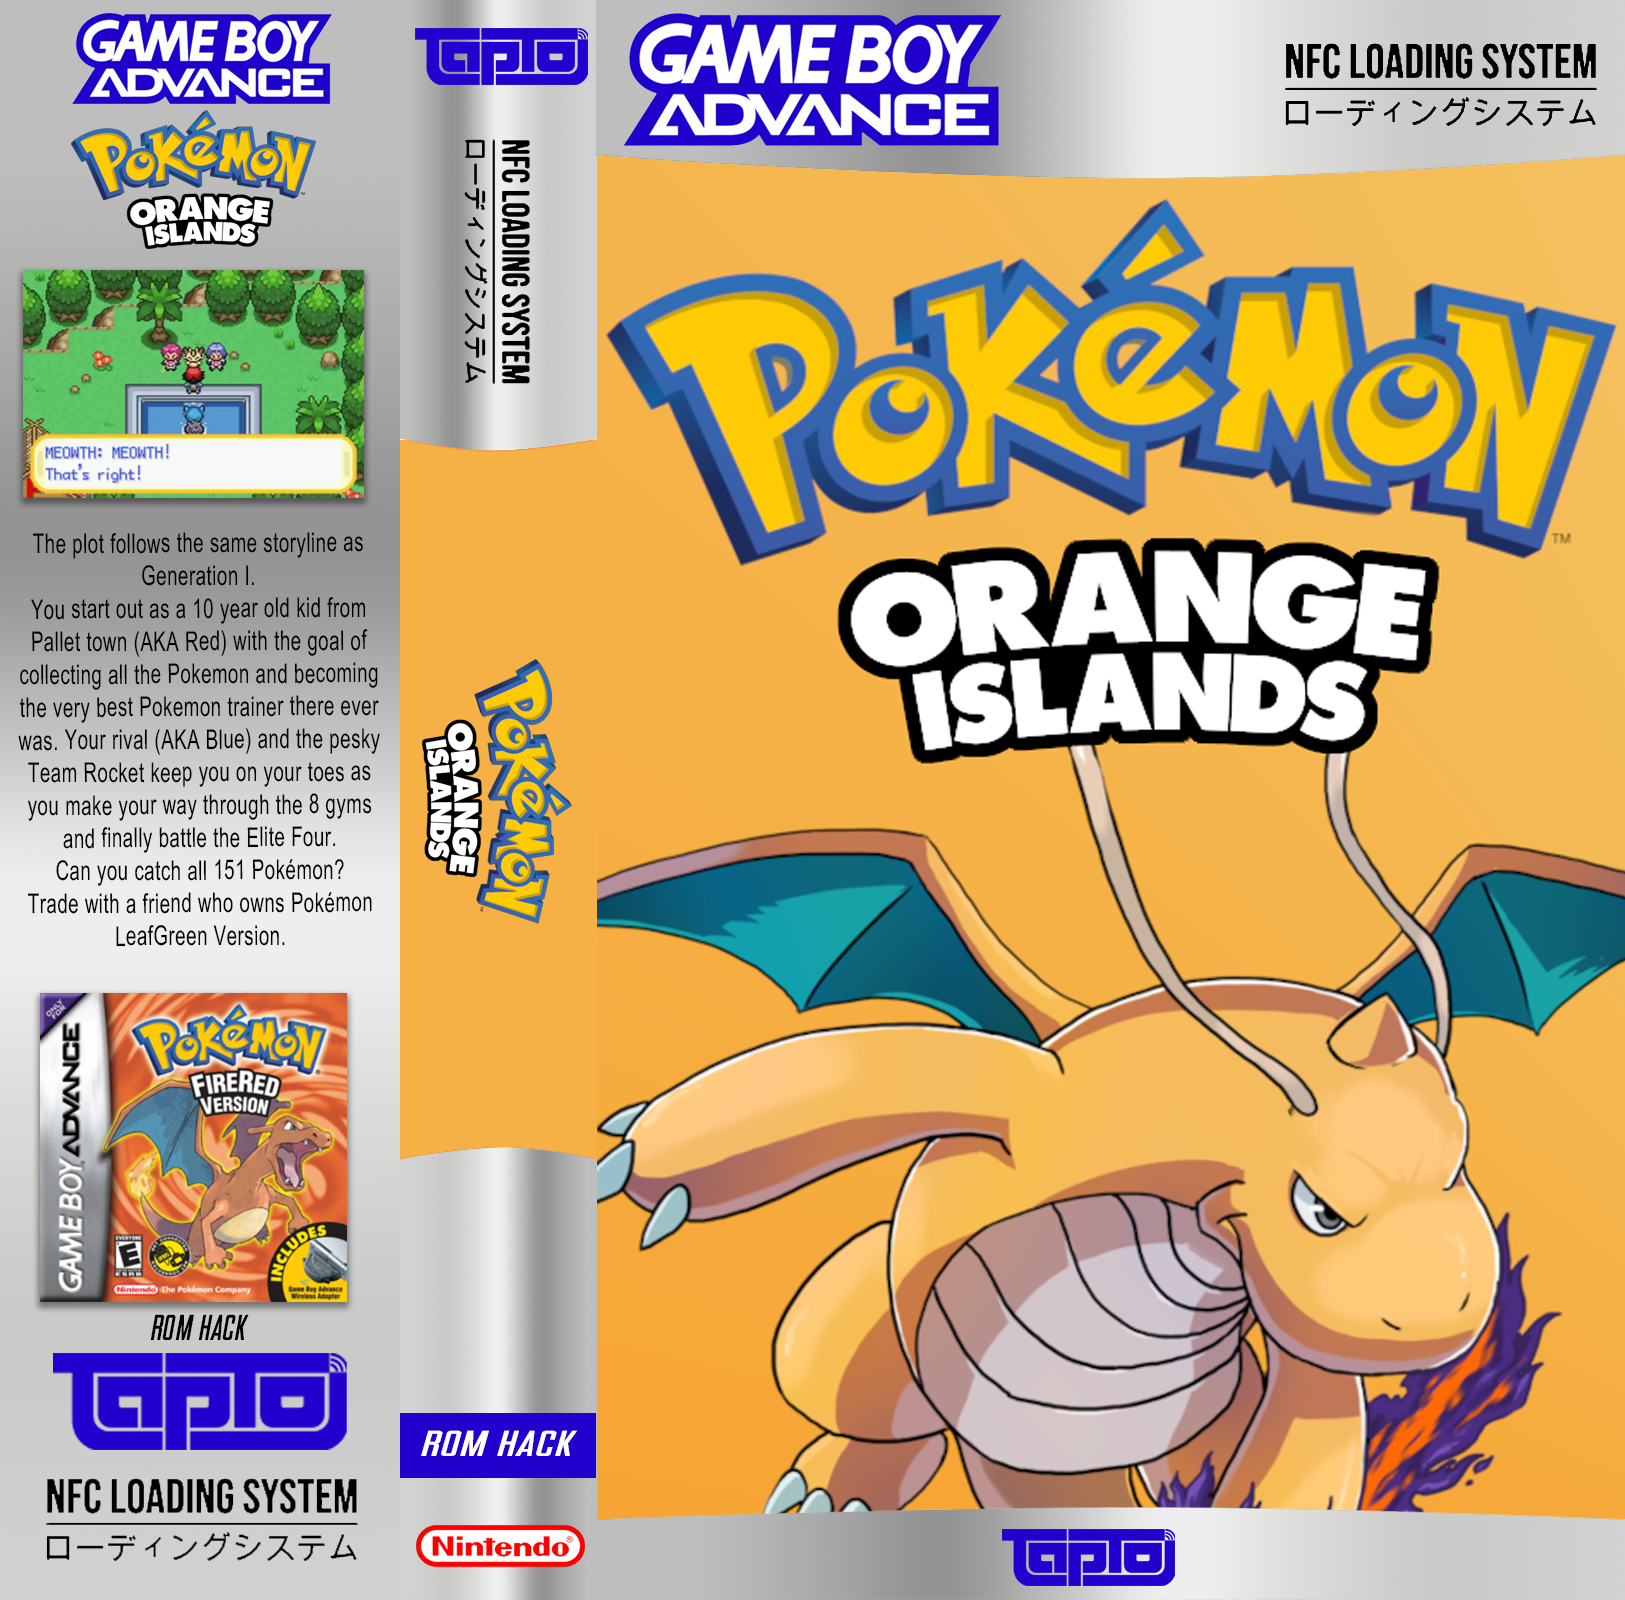 GAME BOY
ADVANCE
POKéMON
ORANGE
ISLANDS
MEOWTH: MEOWTH!
That's right!
The plot follows the same storyline as
Generation I.
You start out as a 10 year old kid from
Pallet town (AKA Red) with the goal of
collecting all the Pokemon and becoming
the very best Pokemon trainer there ever
was. Your rival (AKA Blue) and the pesky
Team Rocket keep you on your toes as
you make your way through the 8 gyms
and finally battle the Elite Four.
Can you catch all 151 Pokémon?
Trade with a friend who owns Pokémon
LeafGreen Version.
ONLY
FOR
GAME BOY ADVANCE
POKéMON
FIRERED
VERSION
EVERYONE
E
ESRB
INCLUDES
Game Boy Advance
Wireless Adapter
Nintendo
The Pokémon Company
ROM HACK
TapTo
NFC LOADING SYSTEM
ローディングシステム
TapTo
NFC LOADING SYSTEM
ローディングシステム
POKéMON
ORANGE
ISLANDS
ROM HACK
Nintendo®
GAME BOY
ADVANCE
NFC LOADING SYSTEM
ローディングシステム
POKéMON
TM
ORANGE
ISLANDS
TapTo